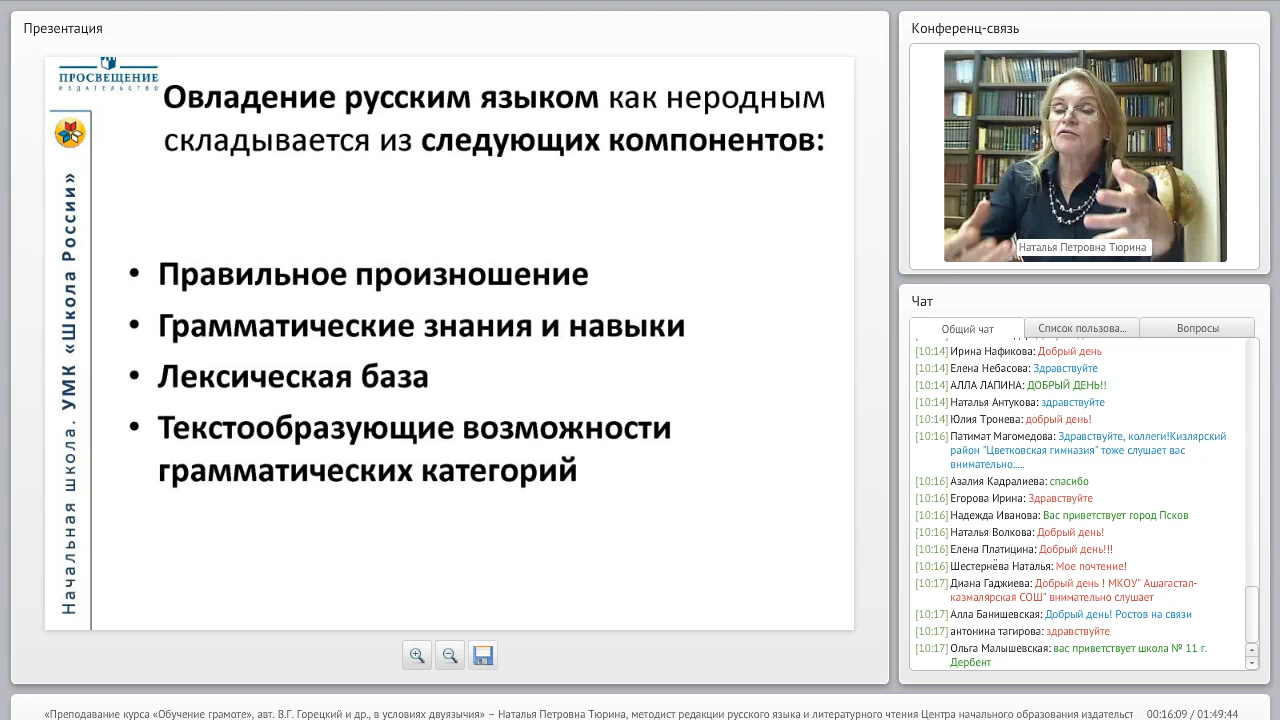 Презентация
ПРОСВЕЩЕНИЕ
ИЗДАТЕЛЬСТВО
Начальная школа. УМК «Школа России»
Овладение русским языком как неродным
складывается из следующих компонентов:
• Правильное произношение
• Грамматические знания и навыки
• Лексическая база
• Текстообразующие возможности
грамматических категорий
Конференц-связь
Наталья Петровна Тюрина
Чат
Общий чат
Список пользова...
Вопросы
[10:14] Ирина Нафикова: Добрый день
[10:14] Елена Небасова: Здравствуйте
[10:14] АЛЛА ЛАПИНА: ДОБРЫЙ ДЕНЬ!!
[10:14] Наталья Антукова: здравствуйте
[10:14] Юлия Тронева: добрый день!
[10:16] Патимат Магомедова: Здравствуйте, коллеги!Кизлярский
район "Цветковская гимназия" тоже слушает вас
внимательно.....
[10:16] Азалия Кадралиева: спасибо
[10:16] Егорова Ирина: Здравствуйте
[10:16] Надежда Иванова: Вас приветствует город Псков
[10:16] Наталья Волкова: Добрый день!
[10:16] Елена Платицина: Добрый день!!!
[10:16] Шестернёва Наталья: Мое почтение!
[10:17] Диана Гаджиева: Добрый день ! МКОУ" Ашагастал-
казмалярская СОШ" внимательно слушает
[10:17] Алла Банишевская: Добрый день! Ростов на связи
[10:17] антонина тагирова: здравствуйте
[10:17] Ольга Малышевская: вас приветствует школа № 11 г.
Дербент
«Преподавание курса «Обучение грамоте», авт. В.Г. Горецкий и др., в условиях двуязычия» – Наталья Петровна Тюрина, методист редакции русского языка и литературного чтения Центра начального образования издательст 00:16:09 / 01:49:44